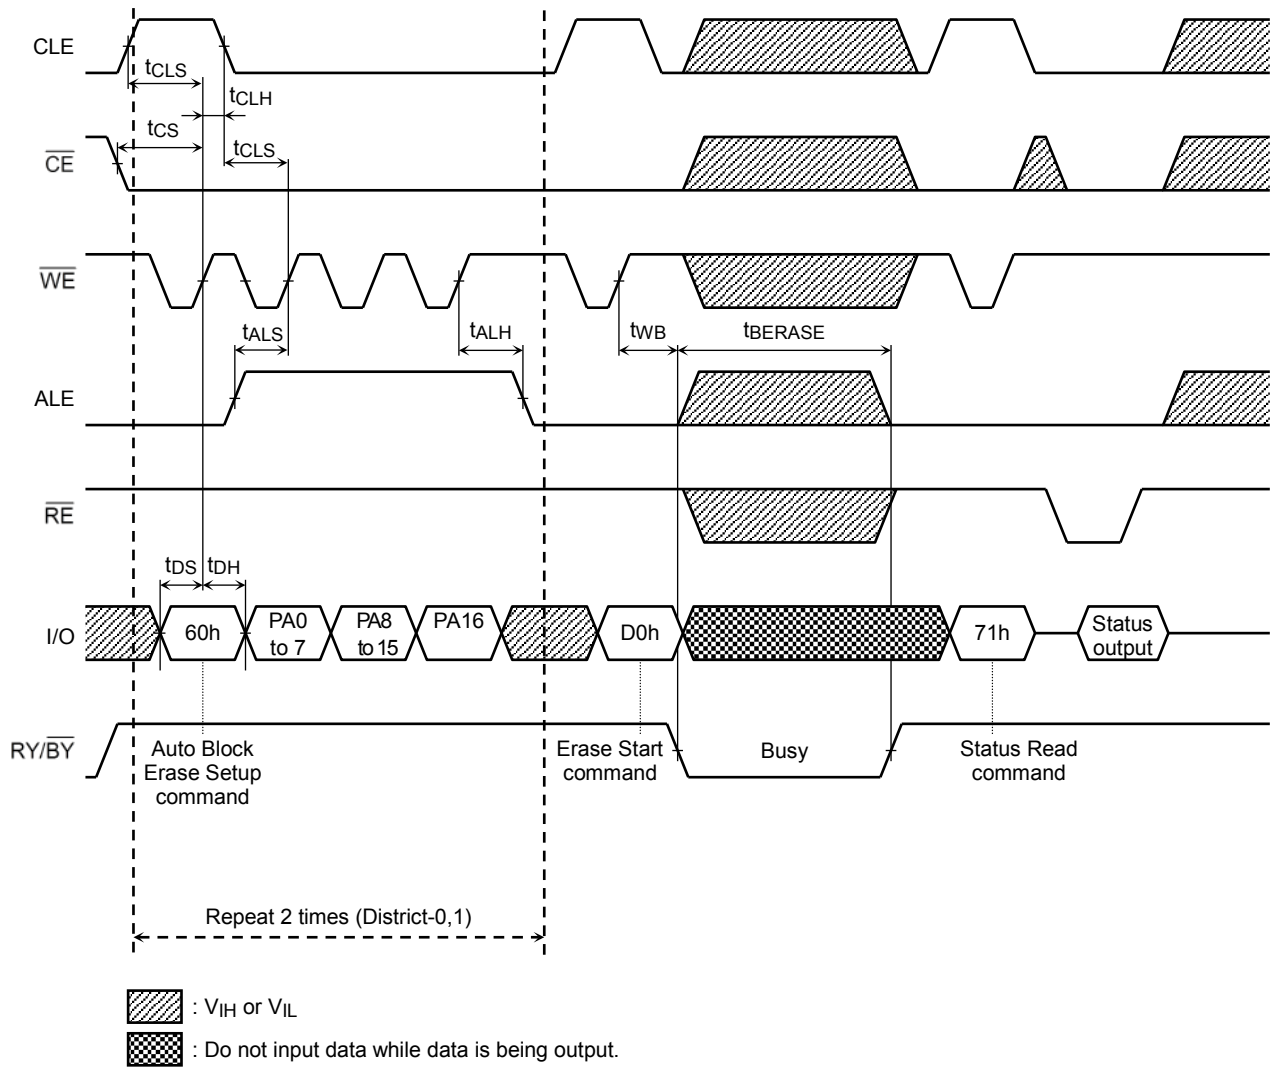 CLE
tCLS
tCLH
tCS
CE
tCLS
WE
tALS
tALH
tWB
tBERASE
ALE
RE
tDS
tDH
I/O
60h
PA0
to 7
PA8
to 15
PA16
D0h
71h
Status
output
RY/BY
Auto Block
Erase Setup
command
Erase Start
command
Busy
Status Read
command
Repeat 2 times (District-0,1)
: VIH or VIL
: Do not input data while data is being output.